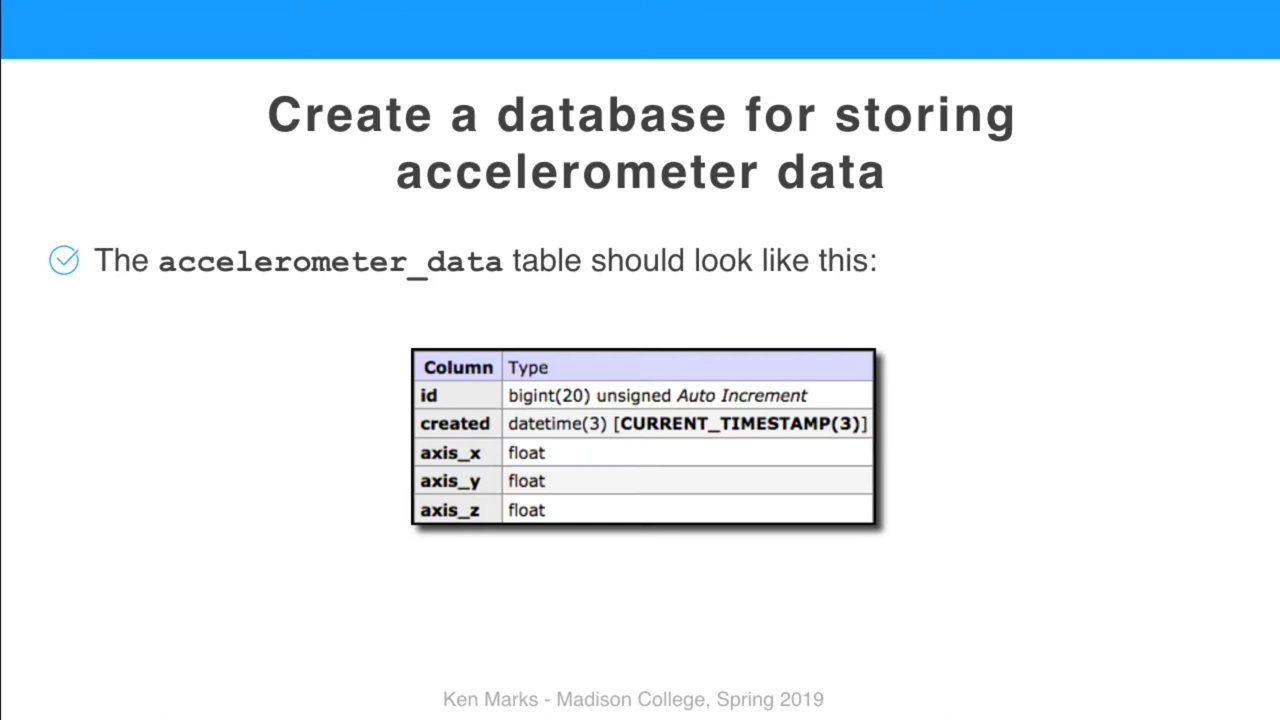 Create a database for storing
accelerometer data
The accelerometer_data table should look like this:
Column Type
id bigint(20) unsigned Auto Increment
created datetime(3) [CURRENT_TIMESTAMP(3)]
axis_x float
axis_y float
axis_z float
Ken Marks - Madison College, Spring 2019